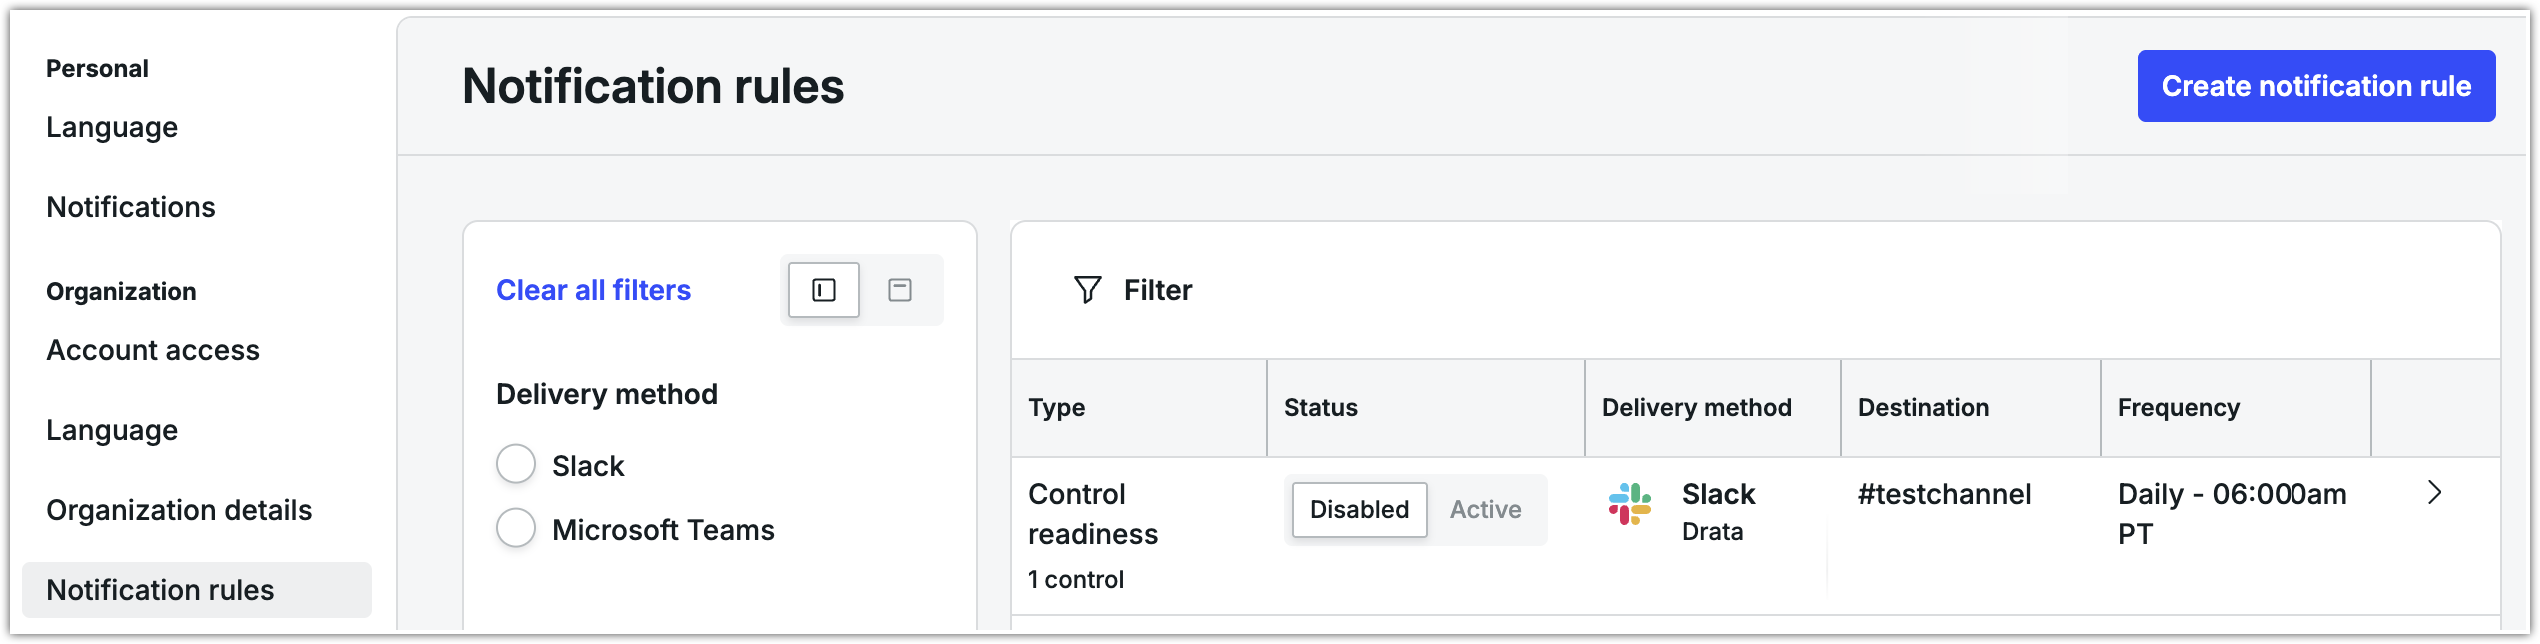 Personal
Language
Notifications
Organization
Account access
Language
Organization details
Notification rules
Notification rules
Create notification rule
Clear all filters
Delivery method
Slack
Microsoft Teams
Filter
Type
Status
Delivery method
Destination
Frequency
Control
readiness
1 control
Disabled
Active
Slack
Drata
#testchannel
Daily - 06:000am
PT